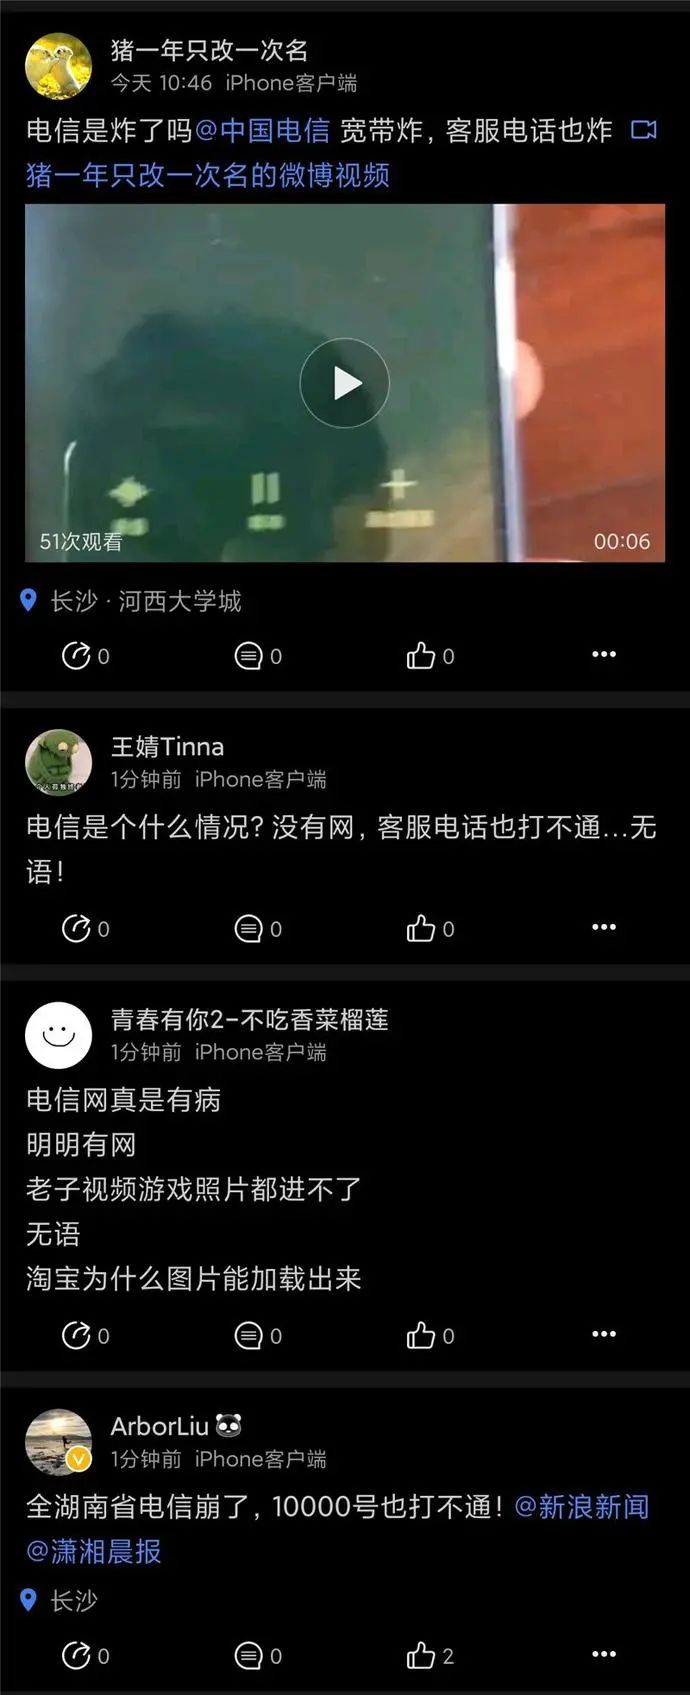 猪一年只改一次名
今天 10:46 iPhone客户端
电信是炸了吗@中国电信 宽带炸，客服电话也炸
猪一年只改一次名的微博视频
51次观看
00:06
长沙·河西大学城
0 0 0
王婧Tinna
1分钟前 iPhone客户端
电信是个什么情况？没有网，客服电话也打不通...无
语！
0 0 0
青春有你2-不吃香菜榴莲
1分钟前 iPhone客户端
电信网真是有病
明明有网
老子视频游戏照片都进不了
无语
淘宝为什么图片能加载出来
0 0 0
ArborLiu
1分钟前 iPhone客户端
全湖南省电信崩了，10000号也打不通！@新浪新闻
@潇湘晨报
长沙
0 0 2